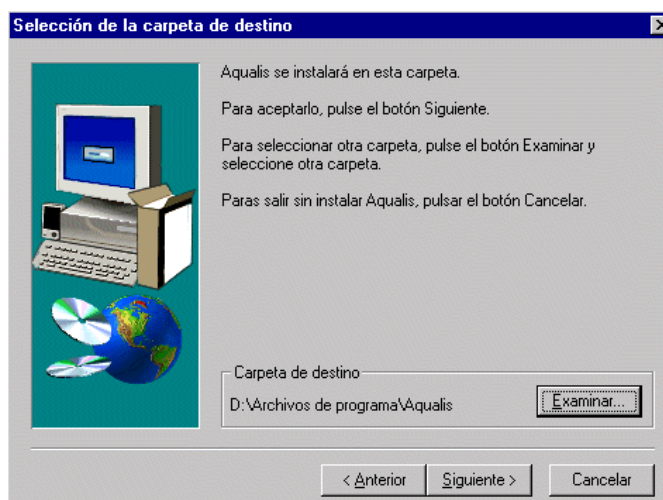 Selección de la carpeta de destino
Aqualis se instalará en esta carpeta.
Para aceptarlo, pulse el botón Siguiente.
Para seleccionar otra carpeta, pulse el botón Examinar y
seleccione otra carpeta.
Paras salir sin instalar Aqualis, pulsar el botón Cancelar.
Carpeta de destino
D:\Archivos de programa\Aqualis
Examinar...
< Anterior
Siguiente >
Cancelar